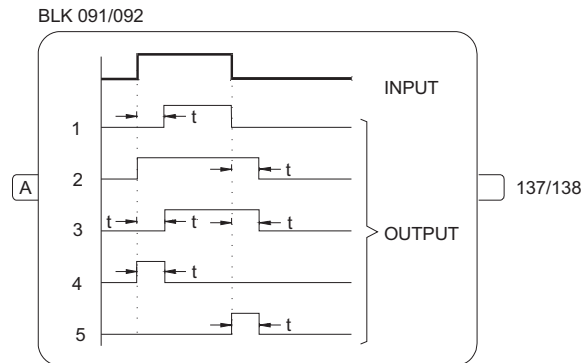 BLK 091/092
INPUT
1 t
2 t
A 137/138
3 t t
OUTPUT
4 t
5 t